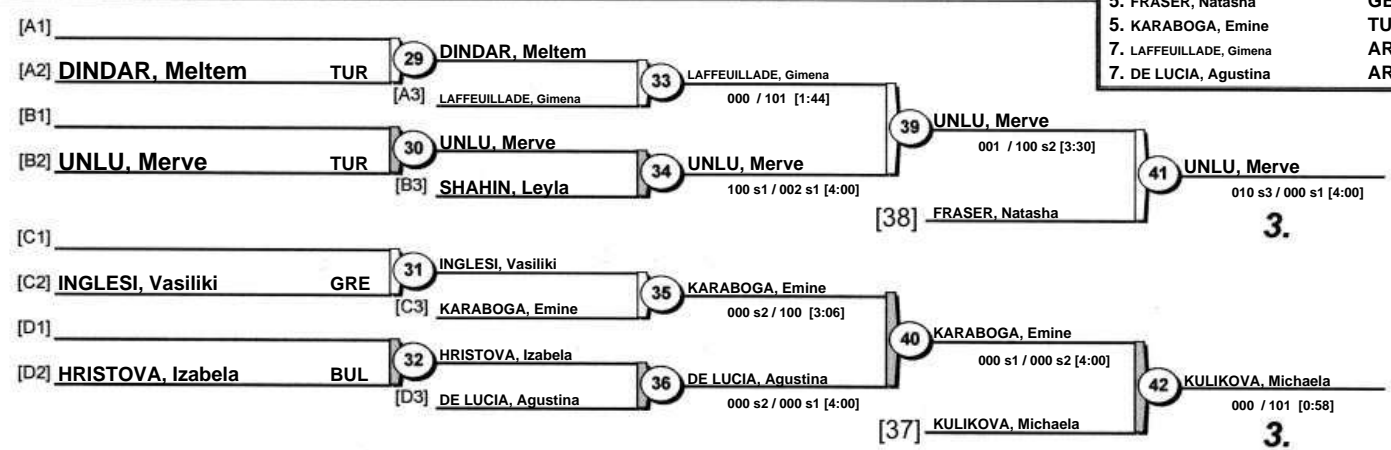 5. FRASER, Natasha
5. KARABOGA, Emine TU
7. LAFFEUILLADE, Gimena AR
7. DE LUCIA, Agustina AR
[A1]
[A2] DINDAR, Meltem TUR
29
DINDAR, Meltem
[A3] LAFFEUILLADE, Gimena
33
LAFFEUILLADE, Gimena
000 / 101 [1:44]
[B1]
[B2] UNLU, Merve TUR
30
UNLU, Merve
[B3] SHAHIN, Leyla
34
UNLU, Merve
100 s1 / 002 s1 [4:00]
39
UNLU, Merve
001 / 100 s2 [3:30]
[38] FRASER, Natasha
41
UNLU, Merve
010 s3 / 000 s1 [4:00]
3.
[C1]
[C2] INGLESI, Vasiliki GRE
31
INGLESI, Vasiliki
[C3] KARABOGA, Emine
35
KARABOGA, Emine
000 s2 / 100 [3:06]
[D1]
[D2] HRISTOVA, Izabela BUL
32
HRISTOVA, Izabela
[D3] DE LUCIA, Agustina
36
DE LUCIA, Agustina
000 s2 / 000 s1 [4:00]
40
KARABOGA, Emine
000 s1 / 000 s2 [4:00]
[37] KULIKOVA, Michaela
42
KULIKOVA, Michaela
000 / 101 [0:58]
3.